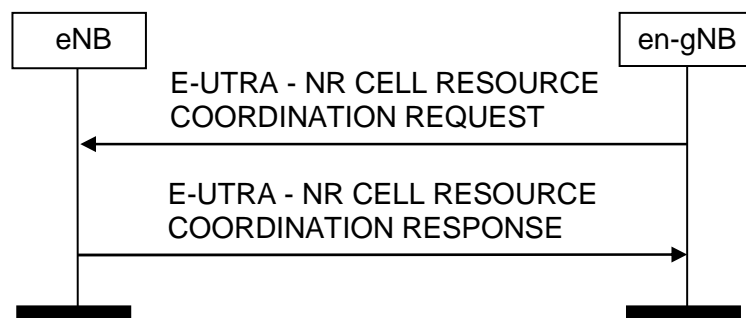 eNB
en-gNB
E-UTRA - NR CELL RESOURCE
COORDINATION REQUEST
E-UTRA - NR CELL RESOURCE
COORDINATION RESPONSE